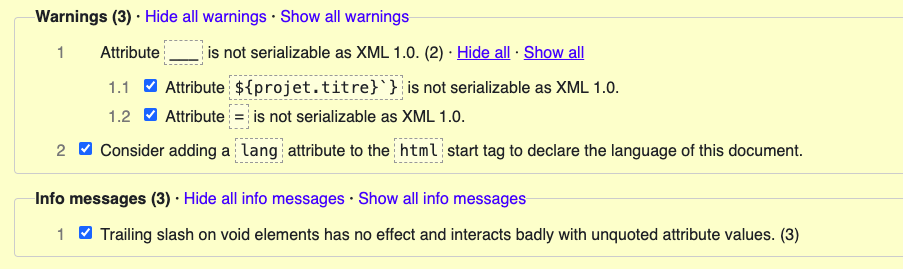 Warnings (3) · Hide all warnings · Show all warnings
1 Attribute ___ is not serializable as XML 1.0. (2) · Hide all · Show all
1.1 Attribute ${projet.titre}`} is not serializable as XML 1.0.
1.2 Attribute = is not serializable as XML 1.0.
2 Consider adding a lang attribute to the html start tag to declare the language of this document.
Info messages (3) · Hide all info messages · Show all info messages
1 Trailing slash on void elements has no effect and interacts badly with unquoted attribute values. (3)